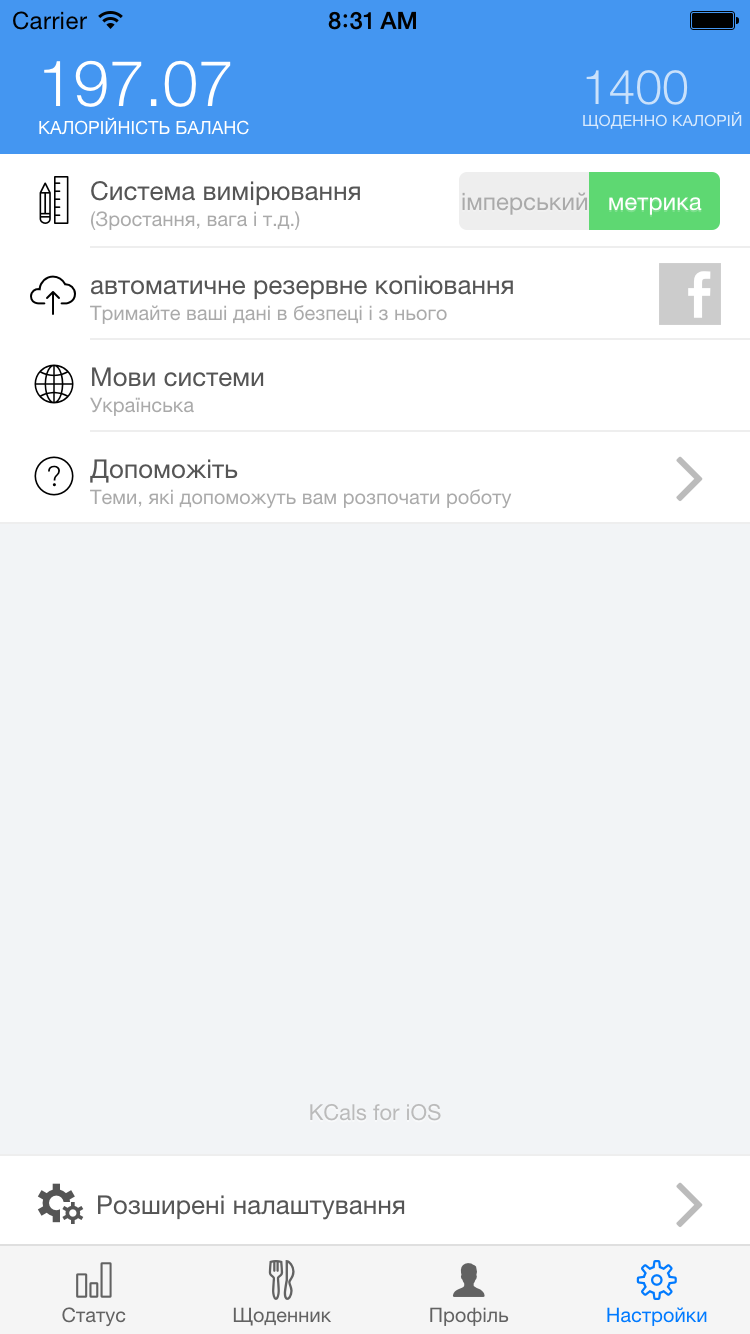 Carrier 8:31 AM
197.07
1400
КАЛОРІЙНІСТЬ БАЛАНС
ЩОДЕННО КАЛОРІЙ
Система вимірювання
(Зростання, вага і т.д.)
імперський метрика
автоматичне резервне копіювання
Тримайте ваші дані в безпеці і з нього
f
Мови системи
Українська
?
Допоможіть
Теми, які допоможуть вам розпочати роботу
KCals for iOS
Розширені налаштування
Статус Щоденник Профіль Настройки